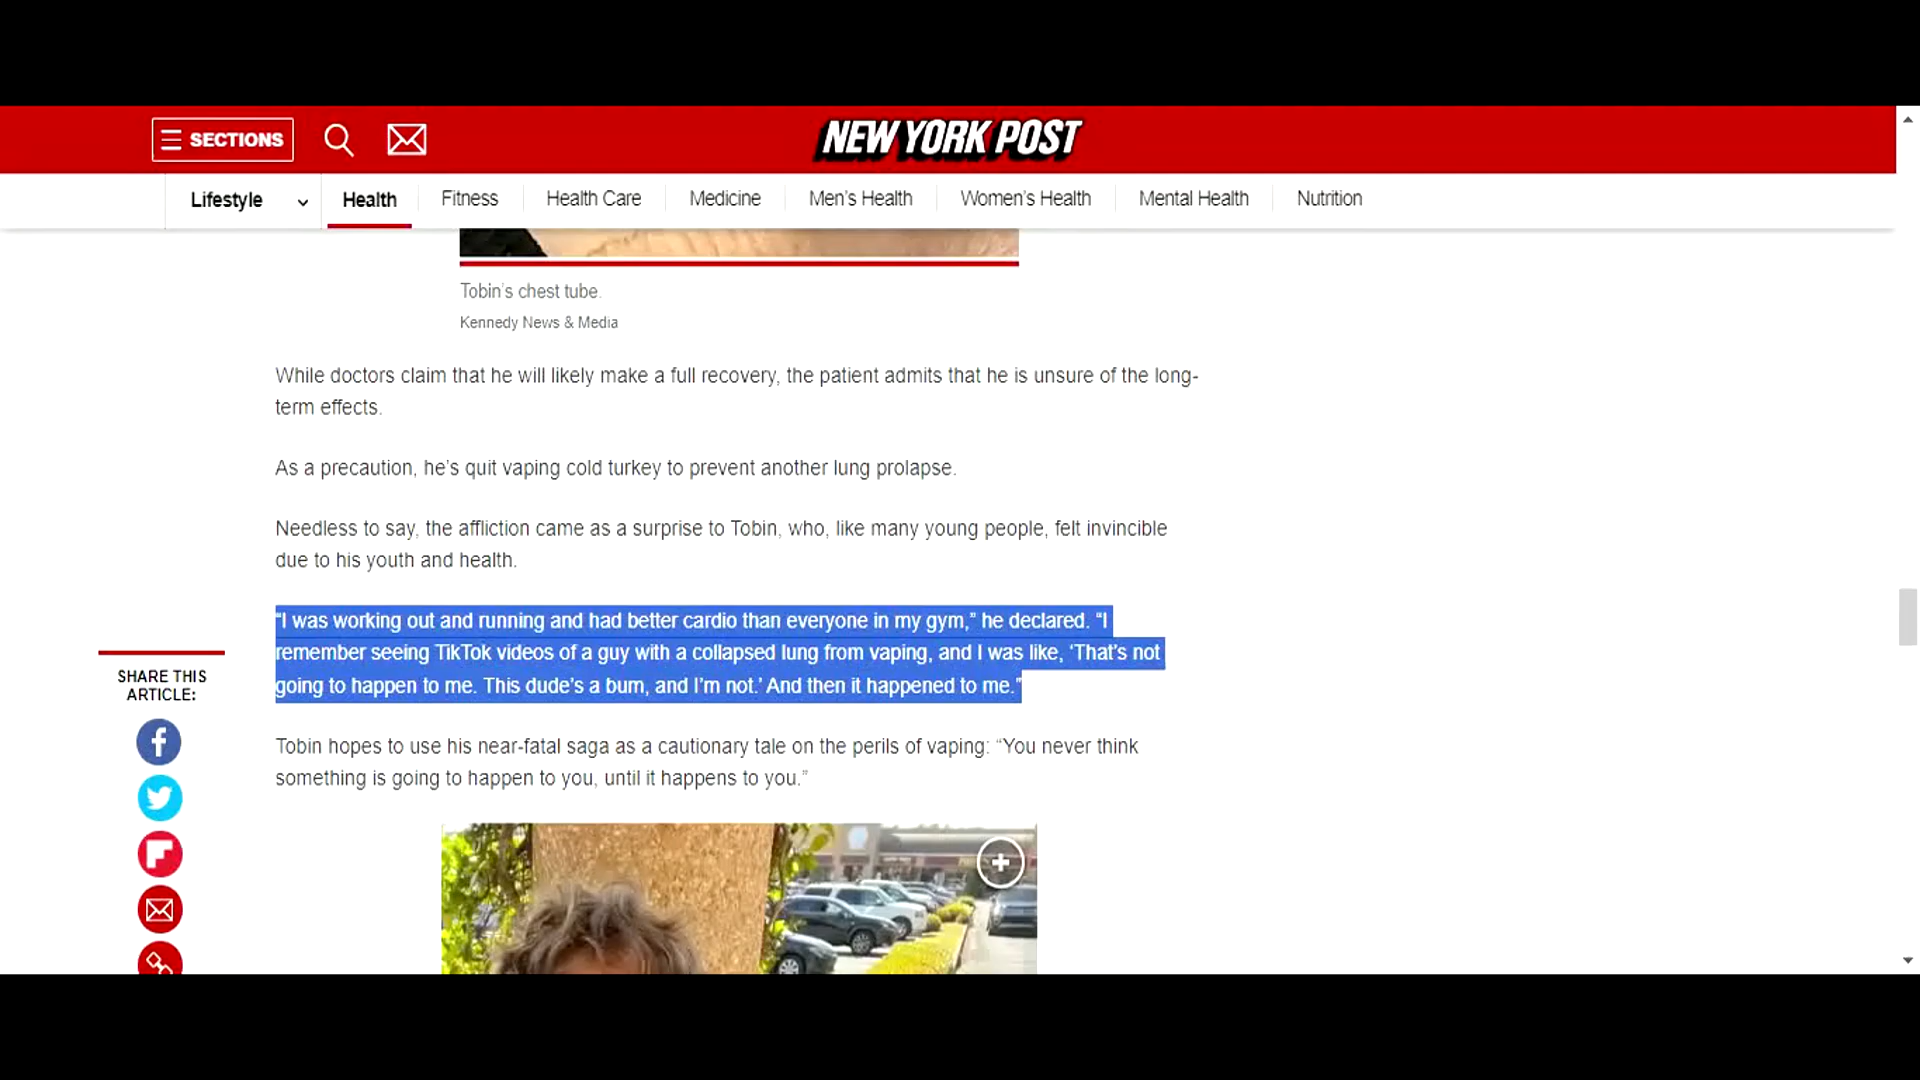 SECTIONS
NEW YORK POST
Lifestyle Health Fitness Health Care Medicine Men's Health Women's Health Mental Health Nutrition
Tobin's chest tube.
Kennedy News & Media
While doctors claim that he will likely make a full recovery, the patient admits that he is unsure of the long-
term effects.
As a precaution, he's quit vaping cold turkey to prevent another lung prolapse.
Needless to say, the affliction came as a surprise to Tobin, who, like many young people, felt invincible
due to his youth and health.
“I was working out and running and had better cardio than everyone in my gym,” he declared. “I
remember seeing TikTok videos of a guy with a collapsed lung from vaping, and I was like, ‘That’s not
going to happen to me. This dude’s a bum, and I’m not.’ And then it happened to me.”
Tobin hopes to use his near-fatal saga as a cautionary tale on the perils of vaping: “You never think
something is going to happen to you, until it happens to you.”
SHARE THIS
ARTICLE: